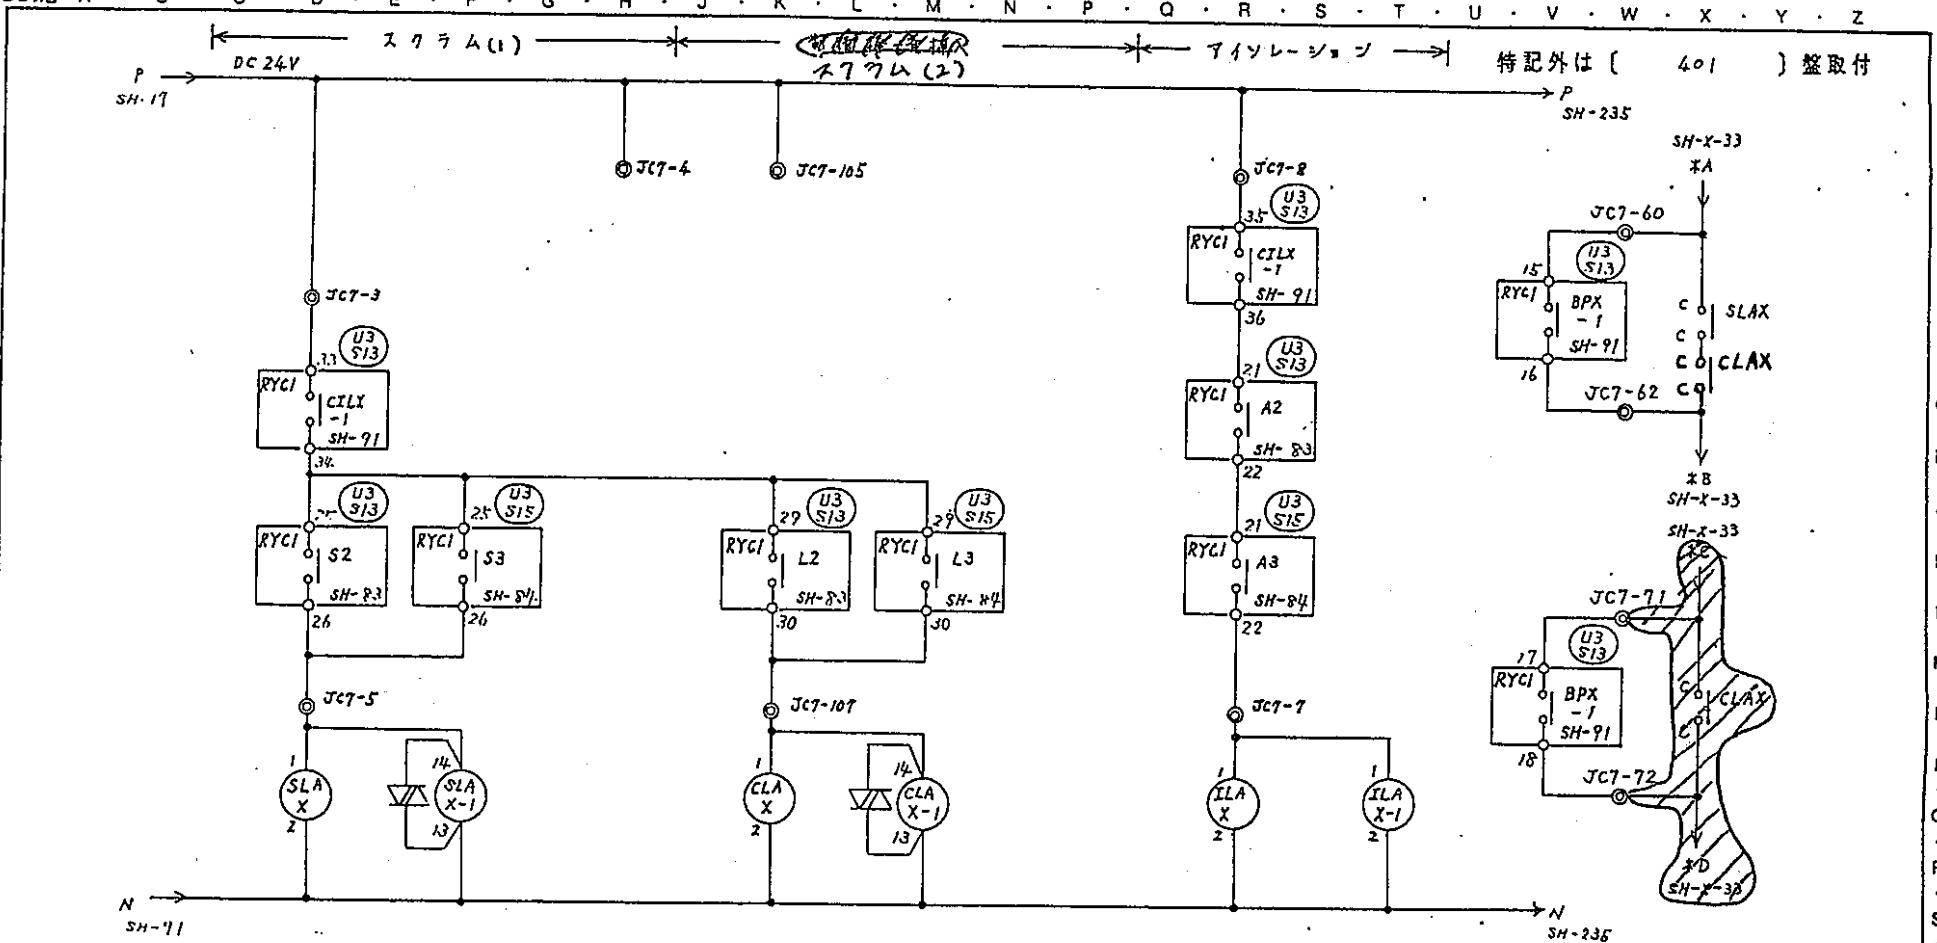 J K L M N P Q R S T U V W X Y Z
スクラム(1)
スクラム(2)
アイソレーション
特記外は〔 401 〕盤取付
P
SH-17
DC 24V
P
SH-235
JC7-4
JC7-105
JC7-8
U3
S13
35
RYC1
CILX
-1
SH-91
36
SH-X-33
*A
JC7-60
U3
S13
15
RYC1
BPX
-1
SH-91
16
C
C
SLAX
C
C
CLAX
JC7-62
*B
SH-X-33
JC7-3
U3
S13
33
RYC1
CILX
-1
SH-91
34
U3
S13
21
RYC1
A2
SH-83
22
U3
S13
RYC1
S2
SH-83
26
U3
S15
25
RYC1
S3
SH-84
26
U3
S13
29
RYC1
L2
SH-83
30
U3
S15
29
RYC1
L3
SH-84
30
U3
S15
21
RYC1
A3
SH-84
22
SH-X-33
*C
JC7-71
U3
S13
17
RYC1
BPX
-1
SH-91
18
C
C
CLAX
JC7-72
*D
SH-X-33
JC7-5
JC7-107
JC7-7
1
SLA
X
2
14
SLA
X-1
13
1
CLA
X
2
14
CLA
X-1
13
1
ILA
X
2
1
ILA
X-1
2
N
SH-71
N
SH-235